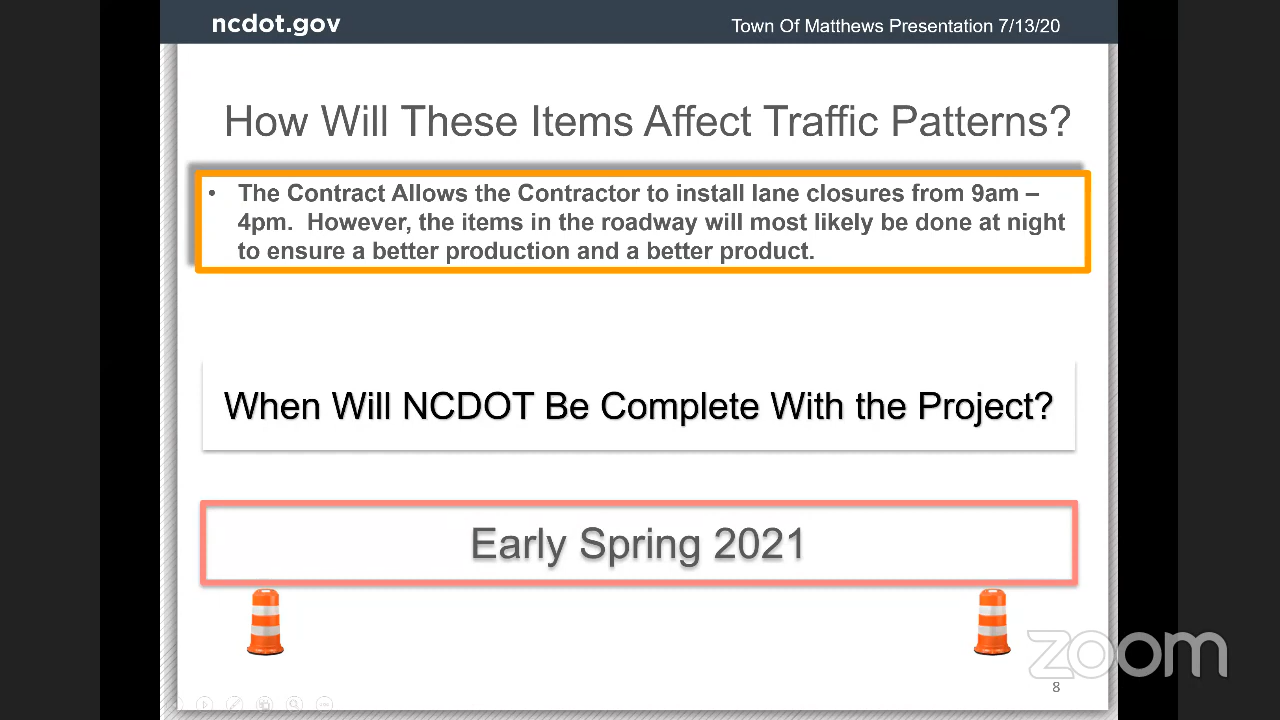 ncdot.gov
Town Of Matthews Presentation 7/13/20
How Will These Items Affect Traffic Patterns?
• The Contract Allows the Contractor to install lane closures from 9am –
4pm. However, the items in the roadway will most likely be done at night
to ensure a better production and a better product.
When Will NCDOT Be Complete With the Project?
Early Spring 2021
zoom
8